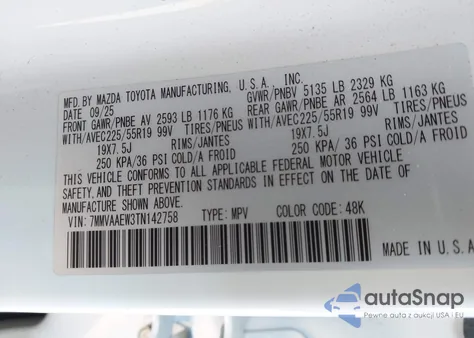 MFD. BY MAZDA TOYOTA MANUFACTURING, U.S.A., INC.
DATE 09/25 GVWR/PNBV 5135 LB 2329 KG
FRONT GAWR/PNBE AV 2593 LB 1176 KG REAR GAWR/PNBE AR 2564 LB 1163 KG
WITH/AVEC225/55R19 99V TIRES/PNEUS WITH/AVEC225/55R19 99V TIRES/PNEUS
19X7.5J RIMS/JANTES 19X7.5J RIMS/JANTES
250 KPA/36 PSI COLD/A FROID 250 KPA/36 PSI COLD/A FROID
THIS VEHICLE CONFORMS TO ALL APPLICABLE FEDERAL MOTOR VEHICLE
SAFETY, AND THEFT PREVENTION STANDARDS IN EFFECT ON THE DATE OF
MANUFACTURE SHOWN ABOVE.
VIN: 7MMVAAEW3TN142758 TYPE: MPV COLOR CODE: 48K
MADE IN U.S.A
autoSnap
Pewne auta z aukcji USA i EU